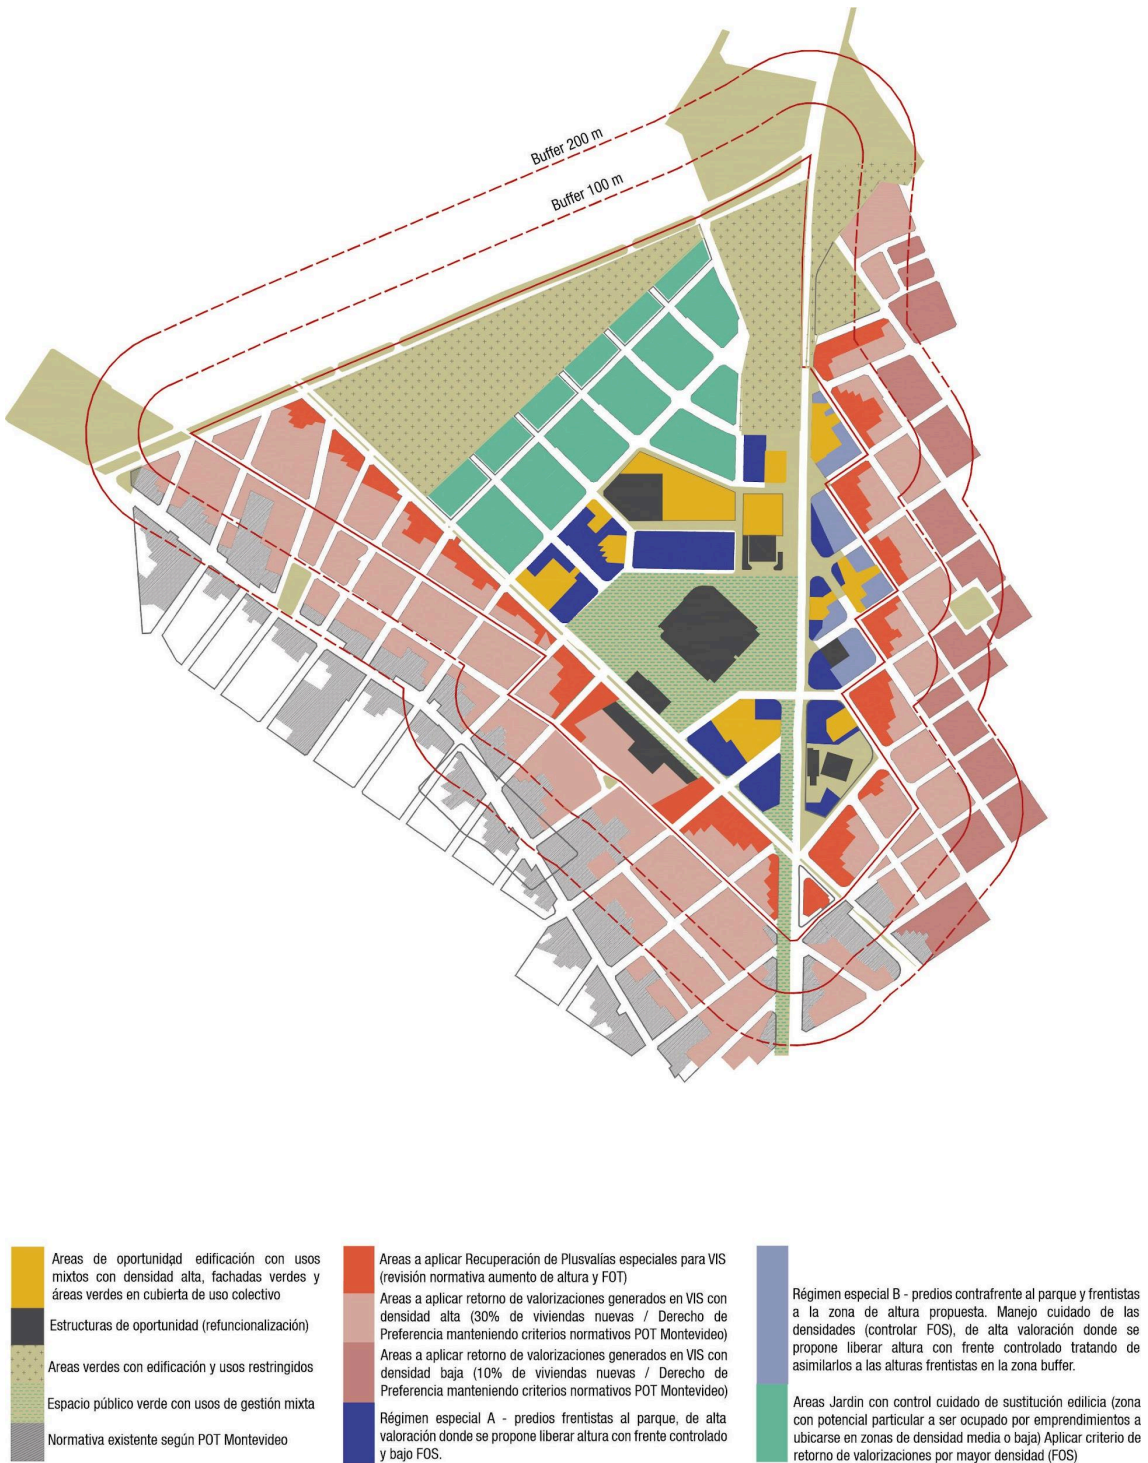 Buffer 200 m
Buffer 100 m
Areas de oportunidad edificación con usos
mixtos con densidad alta, fachadas verdes y
áreas verdes en cubierta de uso colectivo
Estructuras de oportunidad (refuncionalización)
Areas verdes con edificación y usos restringidos
Espacio público verde con usos de gestión mixta
Normativa existente según POT Montevideo
Areas a aplicar Recuperación de Plusvalías especiales para VIS
(revisión normativa aumento de altura y FOT)
Areas a aplicar retorno de valorizaciones generados en VIS con
densidad alta (30% de viviendas nuevas / Derecho de
Preferencia manteniendo criterios normativos POT Montevideo)
Areas a aplicar retorno de valorizaciones generados en VIS con
densidad baja (10% de viviendas nuevas / Derecho de
Preferencia manteniendo criterios normativos POT Montevideo)
Régimen especial A - predios frentistas al parque, de alta
valoración donde se propone liberar altura con frente controlado
y bajo FOS.
Régimen especial B - predios contrafrente al parque y frentistas
a la zona de altura propuesta. Manejo cuidado de las
densidades (controlar FOS), de alta valoración donde se
propone liberar altura con frente controlado tratando de
asimilarlos a las alturas frentistas en la zona buffer.
Areas Jardin con control cuidado de sustitución edilicia (zona
con potencial particular a ser ocupado por emprendimientos a
ubicarse en zonas de densidad media o baja) Aplicar criterio de
retorno de valorizaciones por mayor densidad (FOS)